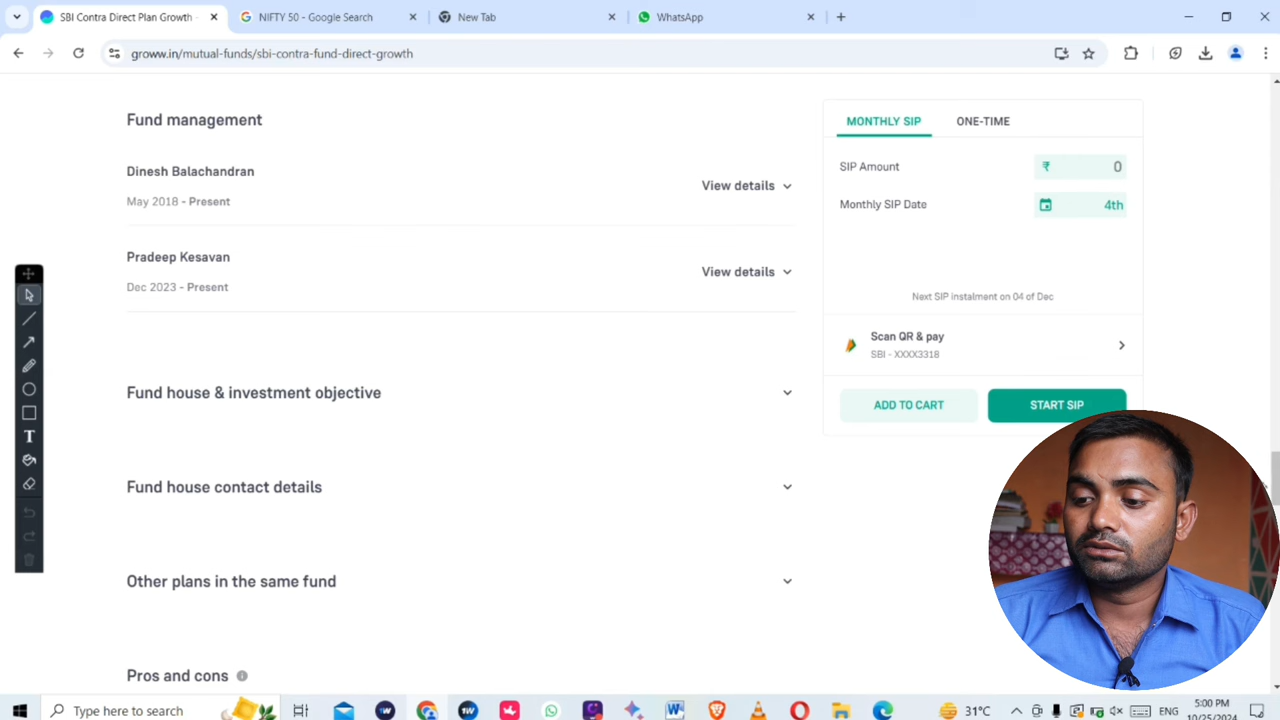 SBI Contra Direct Plan Growth -
NIFTY 50 - Google Search
New Tab
WhatsApp
groww.in/mutual-funds/sbi-contra-fund-direct-growth
Fund management
Dinesh Balachandran
May 2018 - Present
View details
Pradeep Kesavan
Dec 2023 - Present
View details
Fund house & investment objective
Fund house contact details
Other plans in the same fund
Pros and cons
MONTHLY SIP
ONE-TIME
SIP Amount
₹ 0
Monthly SIP Date
4th
Next SIP instalment on 04 of Dec
Scan QR & pay
SBI - XXXX3318
ADD TO CART
START SIP
T
Type here to search
31°C
ENG
5:00 PM